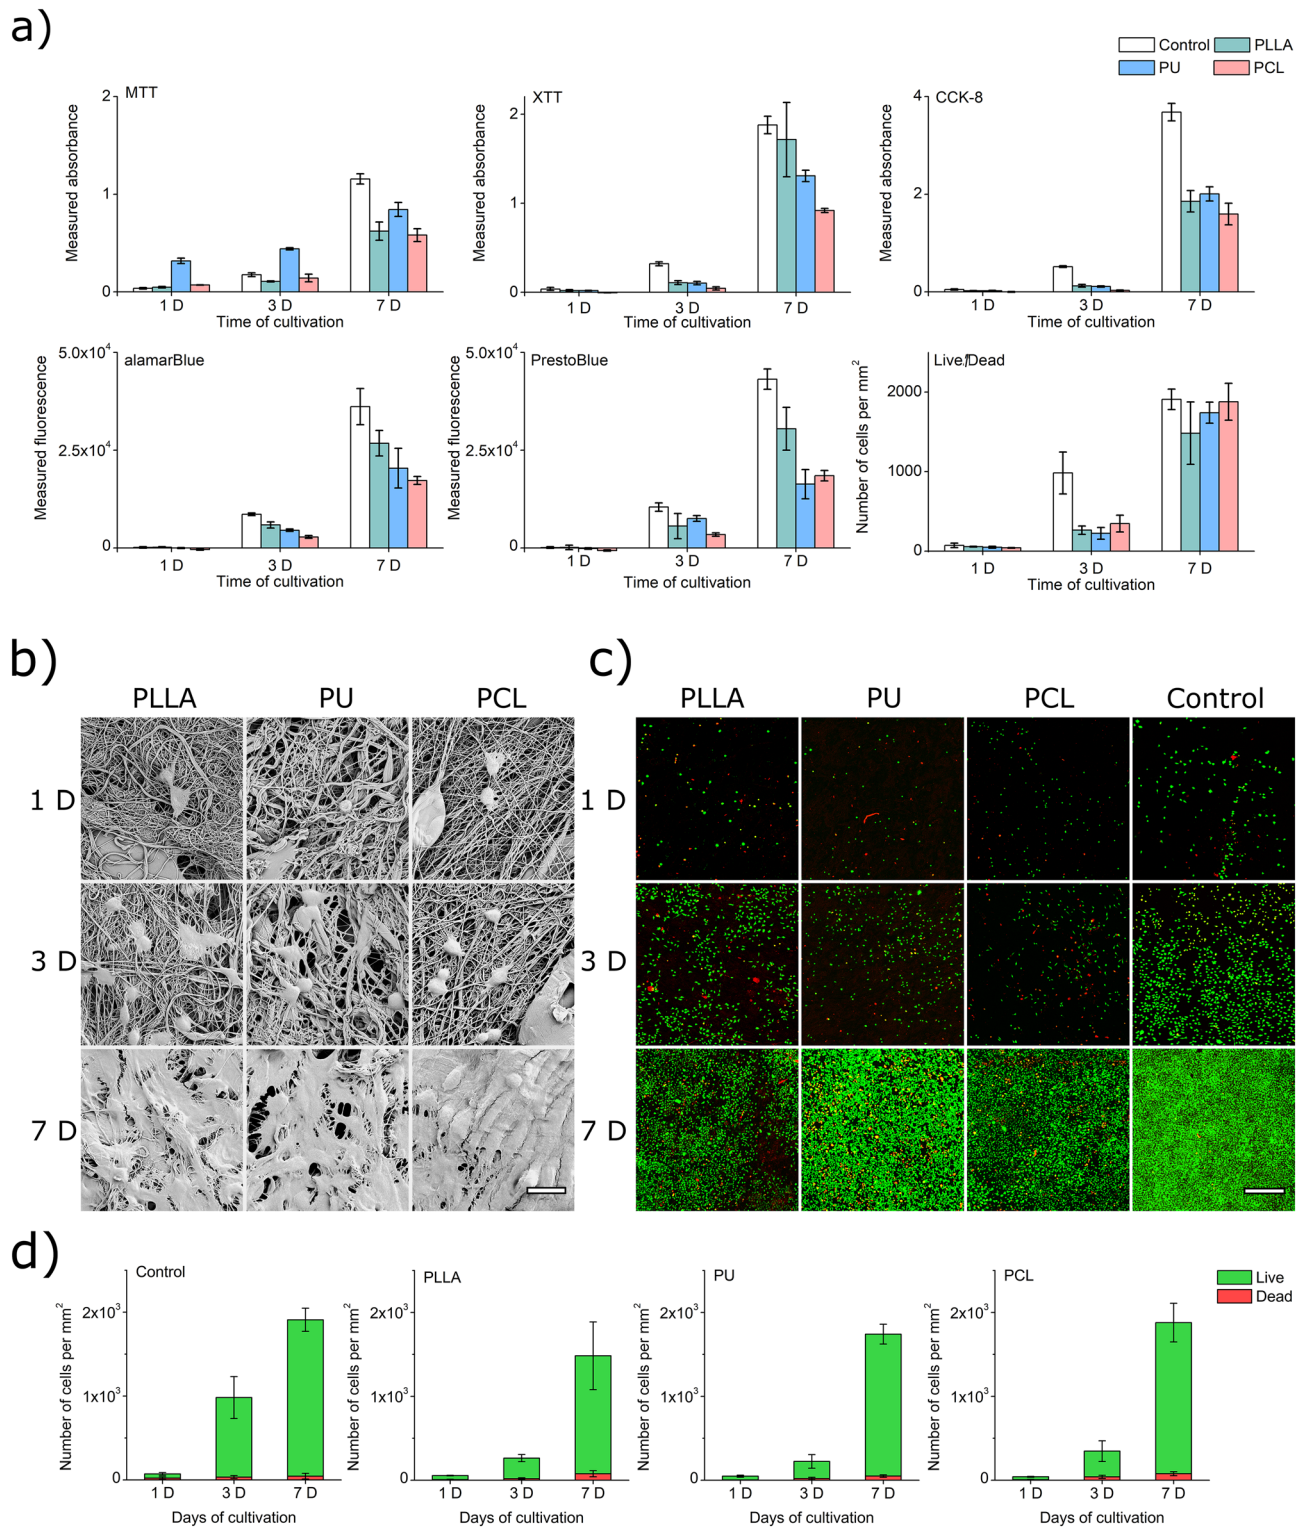 a)
Control PLLA
PU PCL
MTT
Measured absorbance
2
1
0
1 D 3 D 7 D
Time of cultivation
XTT
Measured absorbance
2
1
0
1 D 3 D 7 D
Time of cultivation
CCK-8
Measured absorbance
4
2
0
1 D 3 D 7 D
Time of cultivation
alamarBlue
Measured fluorescence
5.0x10⁴
2.5x10⁴
0
1 D 3 D 7 D
Time of cultivation
PrestoBlue
Measured fluorescence
5.0x10⁴
2.5x10⁴
0
1 D 3 D 7 D
Time of cultivation
Live/Dead
Number of cells per mm²
2000
1000
0
1 D 3 D 7 D
Time of cultivation
b)
PLLA PU PCL
1 D
3 D
7 D
c)
PLLA PU PCL Control
1 D
3 D
7 D
d)
Live
Dead
Control
Number of cells per mm²
2x10³
1x10³
0
1 D 3 D 7 D
Days of cultivation
PLLA
Number of cells per mm²
2x10³
1x10³
0
1 D 3 D 7 D
Days of cultivation
PU
Number of cells per mm²
2x10³
1x10³
0
1 D 3 D 7 D
Days of cultivation
PCL
Number of cells per mm²
2x10³
1x10³
0
1 D 3 D 7 D
Days of cultivation